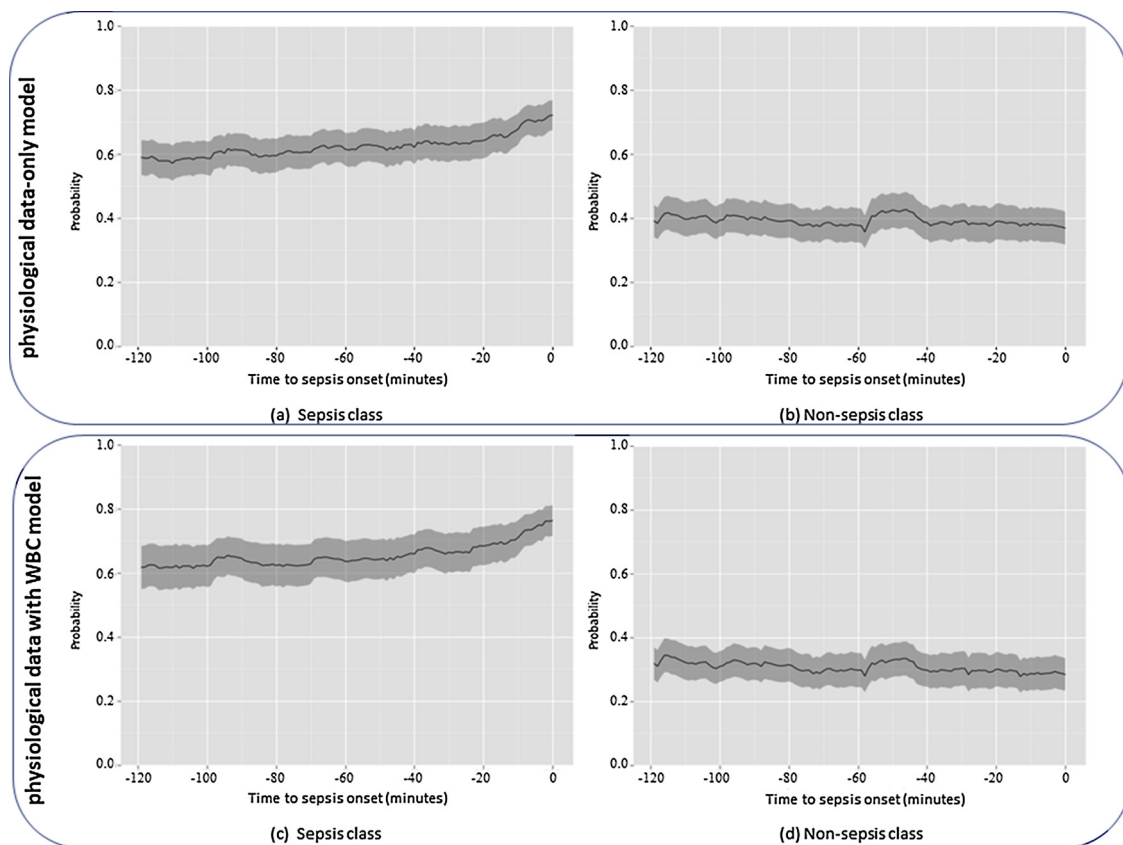 physiological data-only model
1.0
0.8
0.6
0.4
0.2
0.0
Probability
-120 -100 -80 -60 -40 -20 0
Time to sepsis onset (minutes)
(a) Sepsis class
1.0
0.8
0.6
0.4
0.2
0.0
Probability
-120 -100 -80 -60 -40 -20 0
Time to sepsis onset (minutes)
(b) Non-sepsis class
physiological data with WBC model
1.0
0.8
0.6
0.4
0.2
0.0
Probability
-120 -100 -80 -60 -40 -20 0
Time to sepsis onset (minutes)
(c) Sepsis class
1.0
0.8
0.6
0.4
0.2
0.0
Probability
-120 -100 -80 -60 -40 -20 0
Time to sepsis onset (minutes)
(d) Non-sepsis class